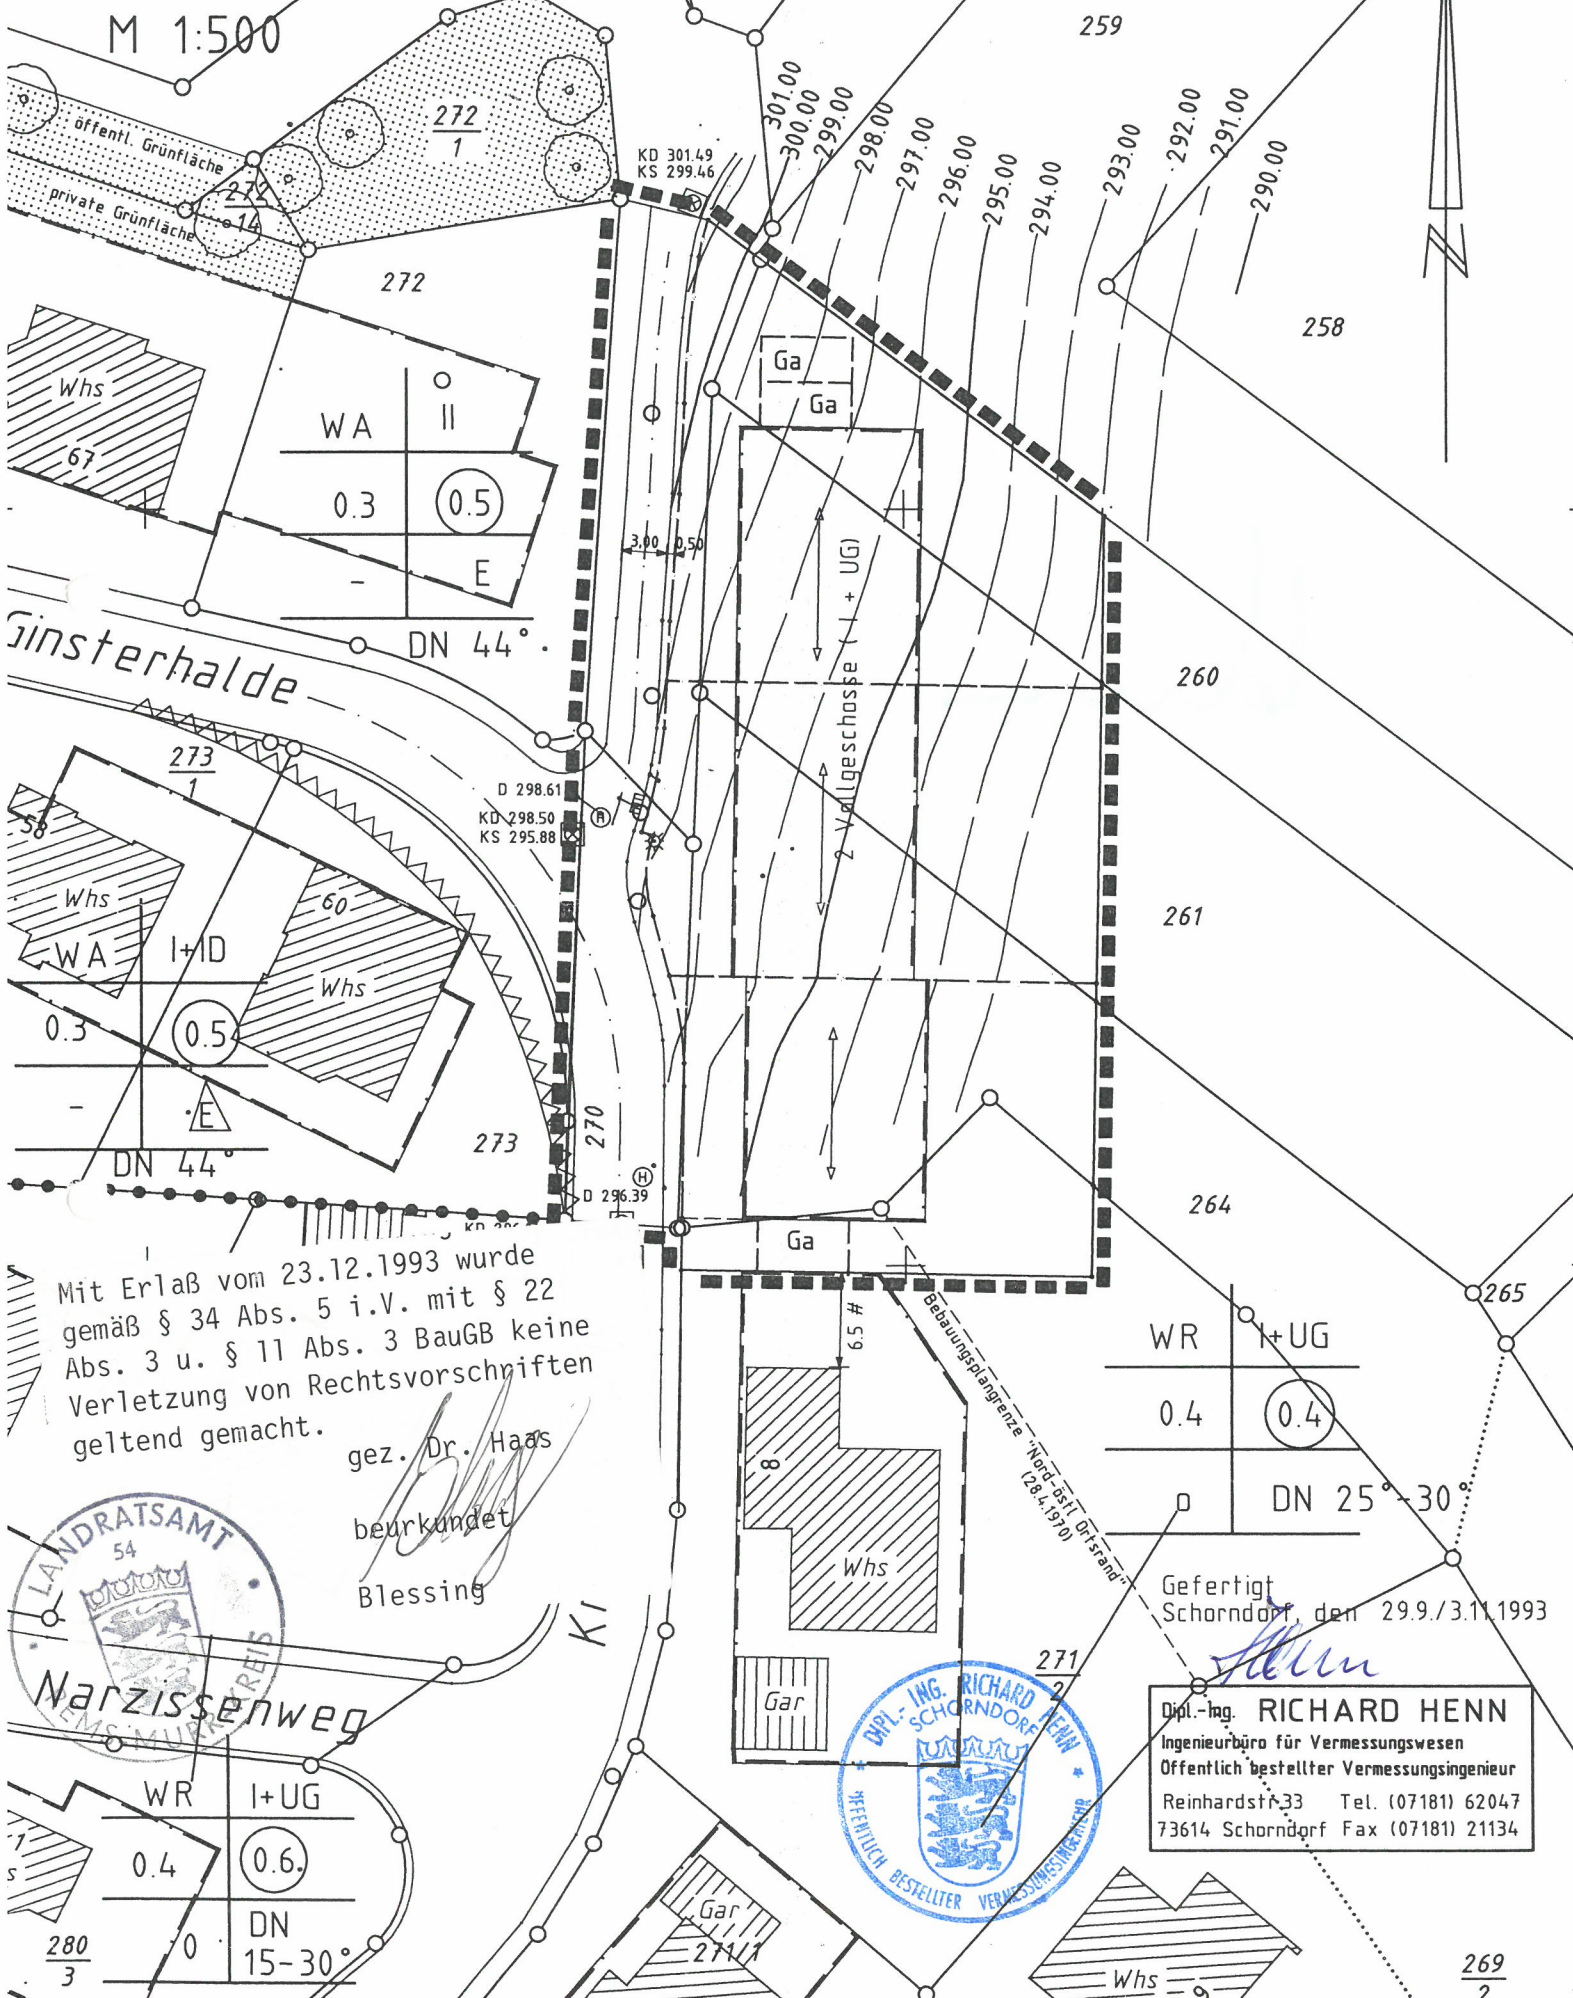 M 1:500
259
272
1
öffentl. Grünfläche
private Grünfläche
272
14
272
KD 301.49
KS 299.46
301.00
300.00
299.00
298.00
297.00
296.00
295.00
294.00
293.00
292.00
291.00
290.00
N
258
Whs
67
WA
II
0.3
0.5
-
E
DN 44°
Ga
Ga
3,00
0,50
2 Vollgeschosse ( I + UG)
Ginsterhalde
260
273
1
58
Whs
60
Whs
D 298.61
KD 298.50
KS 295.88
261
WA
I+ID
0.3
0.5
-
E
DN 44°
273
270
H
D 296.39
264
Ga
265
Mit Erlaß vom 23.12.1993 wurde
gemäß § 34 Abs. 5 i.V. mit § 22
Abs. 3 u. § 11 Abs. 3 BauGB keine
Verletzung von Rechtsvorschriften
geltend gemacht.
gez. Dr. Haas
beurkundet
Blessing
6.5 #
Bebauungsplangrenze "Nord-östl Ortsrand"
(28.4.1970)
WR
I+UG
0.4
0.4
o
DN 25°-30°
8
Whs
Gar
LANDRATSAMT
54
REMS-MURR-KREIS
Narzissenweg
Gefertigt
Schorndorf, den 29.9./3.11.1993
Henn
271
2
DIPL.-ING. RICHARD HENN
SCHORNDORF
ÖFFENTLICH BESTELLTER VERMESSUNGSINGENIEUR
Dipl.-Ing. RICHARD HENN
Ingenieurbüro für Vermessungswesen
Öffentlich bestellter Vermessungsingenieur
Reinhardstr.33 Tel. (07181) 62047
73614 Schorndorf Fax (07181) 21134
WR
I+UG
0.4
0.6
0
DN
15-30°
280
3
Gar
271/1
Whs
9
269
2